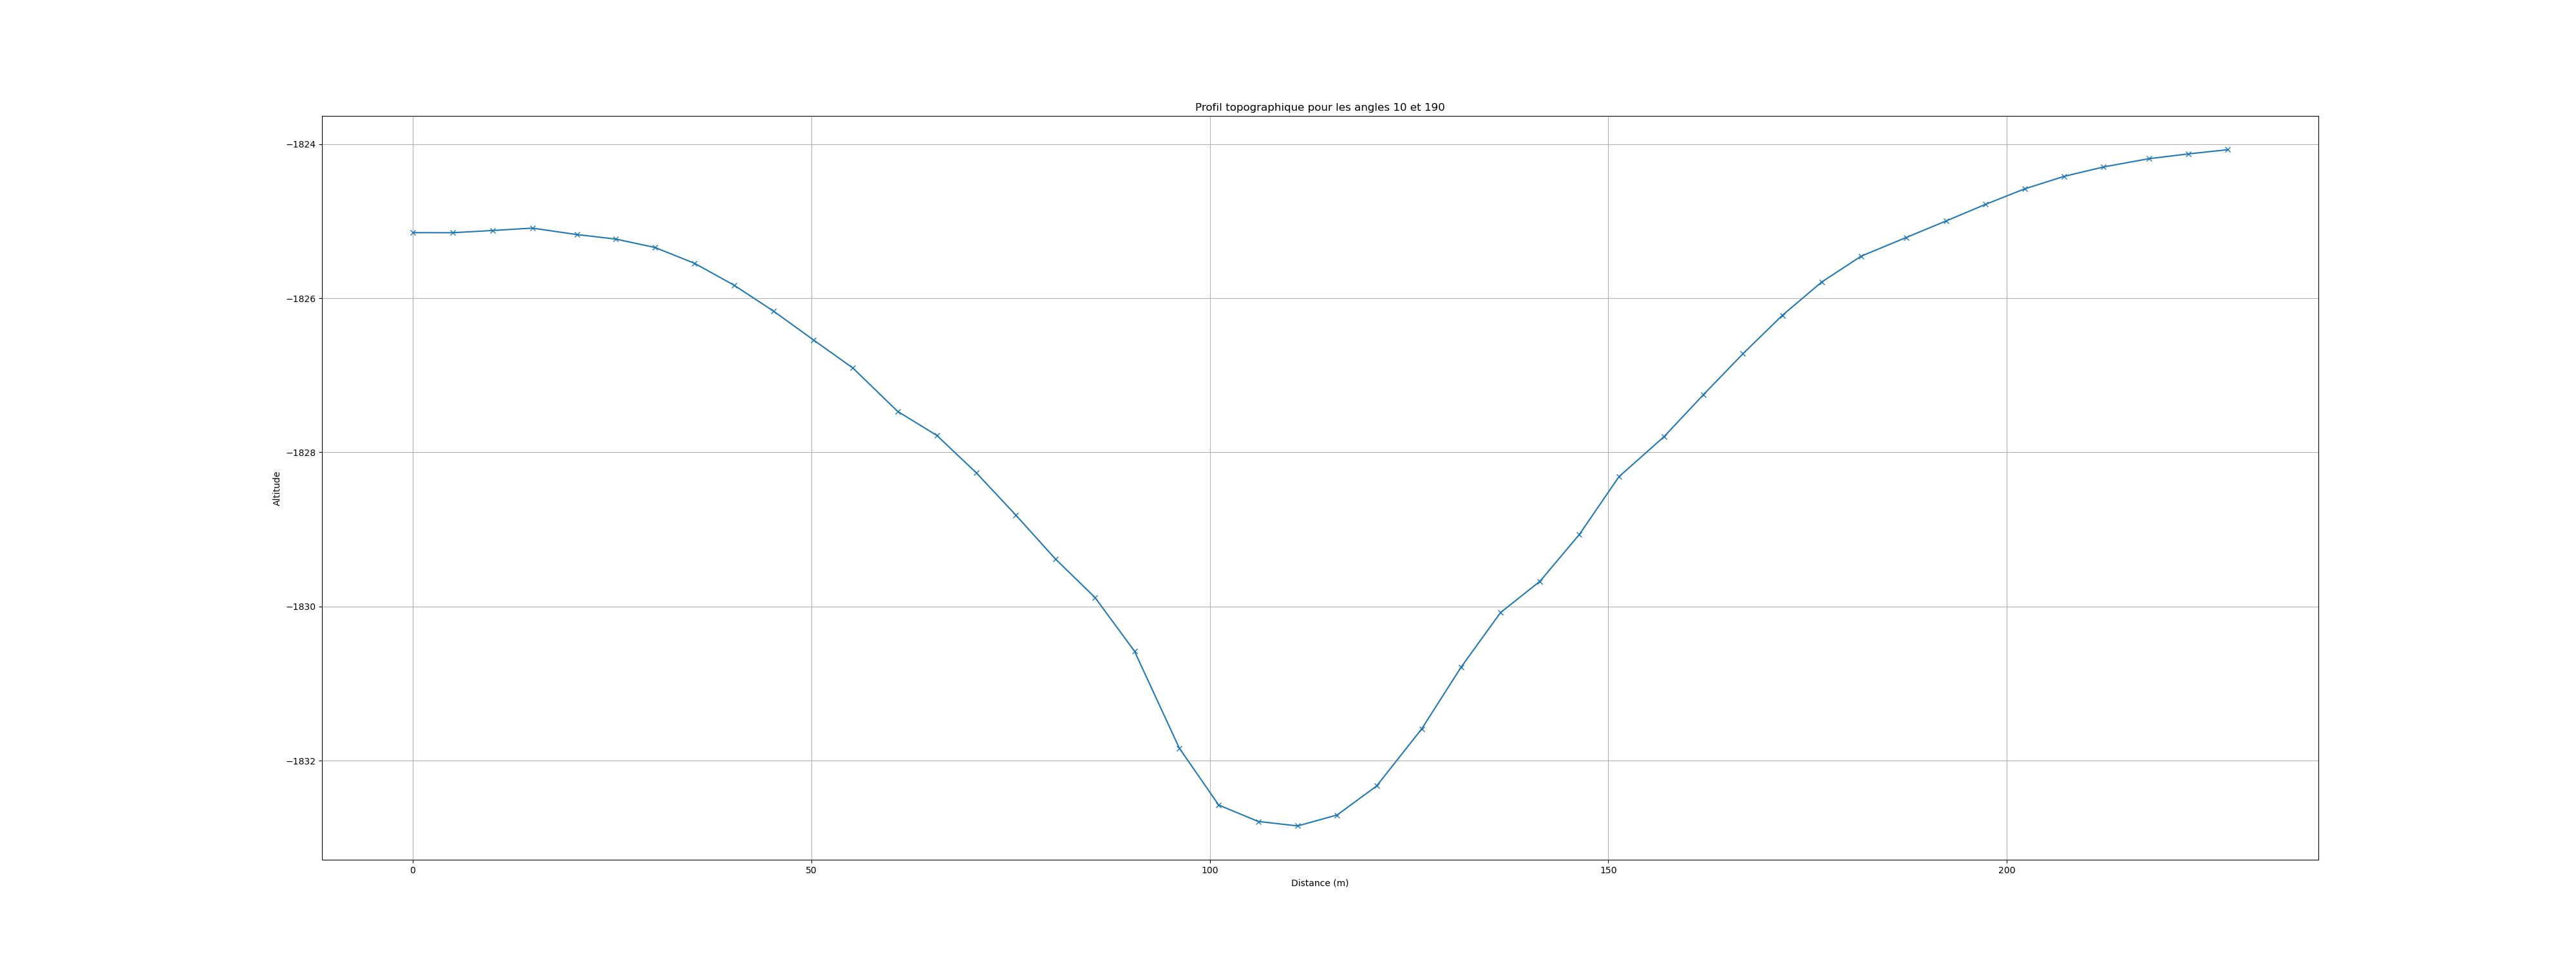 Profil topographique pour les angles 10 et 190
−1824
−1826
−1828
−1830
−1832
Altitude
0 50 100 150 200
Distance (m)